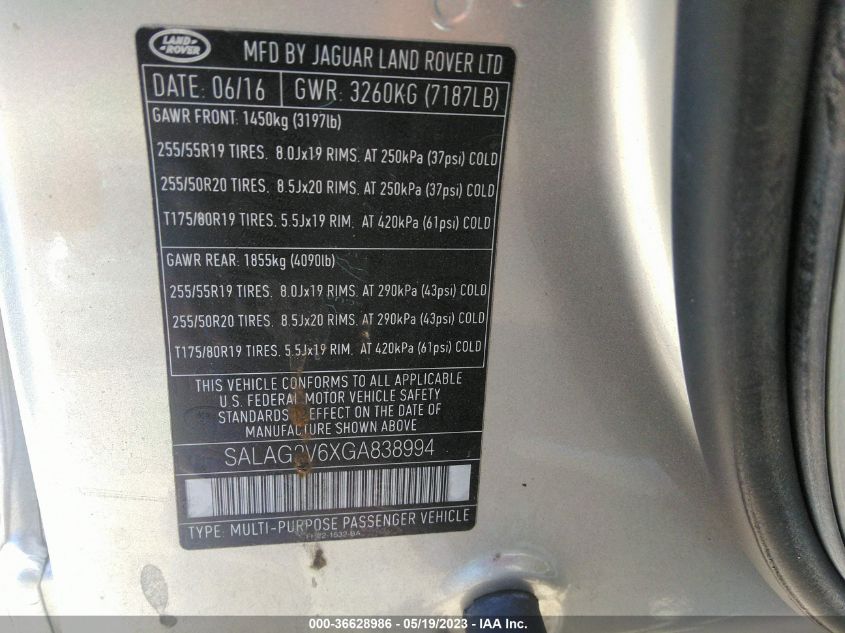 LAND
ROVER
MFD BY JAGUAR LAND ROVER LTD
DATE: 06/16 GWR: 3260KG (7187LB)
GAWR FRONT: 1450kg (3197lb)
255/55R19 TIRES. 8.0Jx19 RIMS. AT 250kPa (37psi) COLD
255/50R20 TIRES. 8.5Jx20 RIMS. AT 250kPa (37psi) COLD
T175/80R19 TIRES. 5.5Jx19 RIM. AT 420kPa (61psi) COLD
GAWR REAR: 1855kg (4090lb)
255/55R19 TIRES. 8.0Jx19 RIMS. AT 290kPa (43psi) COLD
255/50R20 TIRES. 8.5Jx20 RIMS. AT 290kPa (43psi) COLD
T175/80R19 TIRES. 5.5Jx19 RIM. AT 420kPa (61psi) COLD
THIS VEHICLE CONFORMS TO ALL APPLICABLE
U.S. FEDERAL MOTOR VEHICLE SAFETY
STANDARDS EFFECT ON THE DATE OF
MANUFACTURE SHOWN ABOVE
TYPE: MULTI-PURPOSE PASSENGER VEHICLE
000-36628986 - 05/19/2023 - IAA Inc.